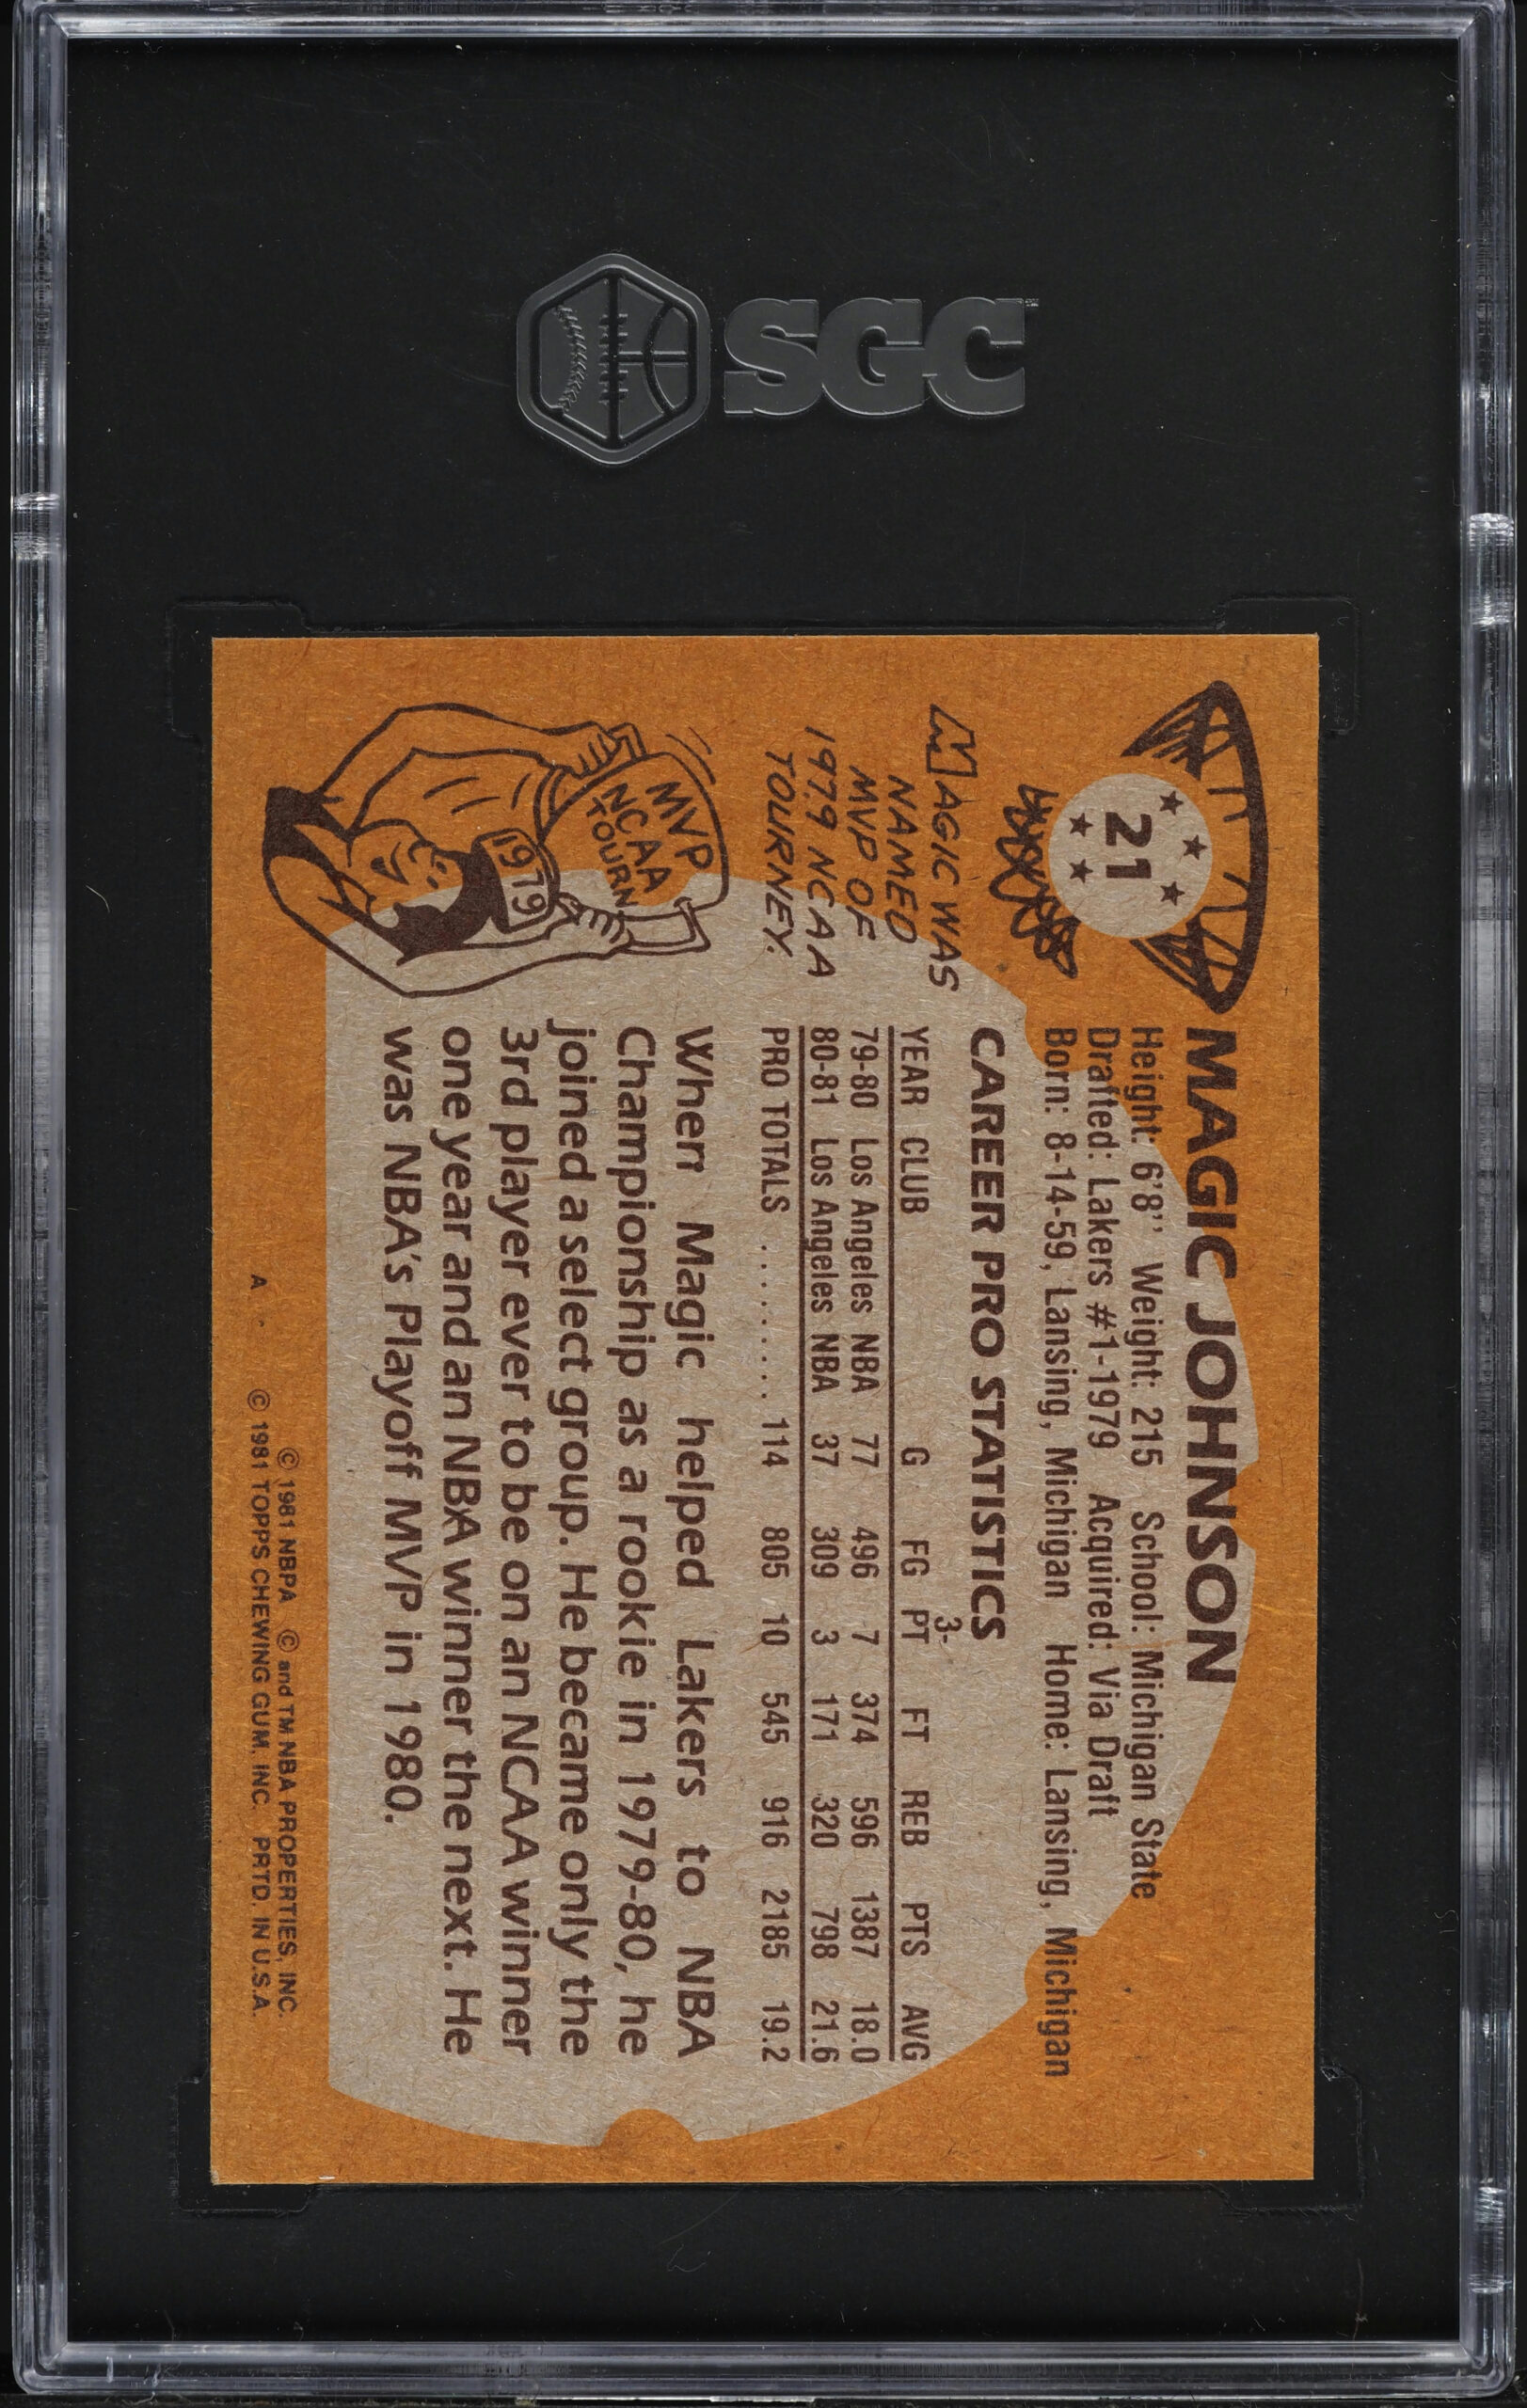 SGC
21
MAGIC JOHNSON
Height: 6'8'' Weight: 215 School: Michigan State
Drafted: Lakers #1-1979 Acquired: Via Draft
Born: 8-14-59, Lansing, Michigan Home: Lansing, Michigan
CAREER PRO STATISTICS
YEAR CLUB G FG 3-PT FT REB PTS AVG
79-80 Los Angeles NBA 77 496 7 374 596 1387 18.0
80-81 Los Angeles NBA 37 309 3 171 320 798 21.6
PRO TOTALS ........ 114 805 10 545 916 2185 19.2
MAGIC WAS
NAMED
MVP OF
1979 NCAA
TOURNEY.
MVP
NCAA
TOURN
1979
When Magic helped Lakers to NBA
Championship as a rookie in 1979-80, he
joined a select group. He became only the
3rd player ever to be on an NCAA winner
one year and an NBA winner the next. He
was NBA's Playoff MVP in 1980.
© 1981 NBPA © and TM NBA PROPERTIES, INC.
A © 1981 TOPPS CHEWING GUM. INC. PRTD. IN U.S.A.